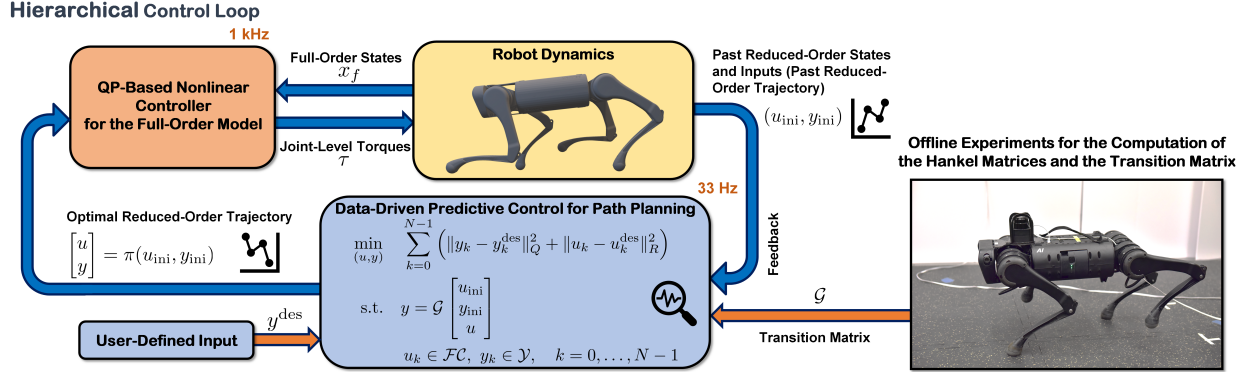 Hierarchical Control Loop
1 kHz
QP-Based Nonlinear
Controller
for the Full-Order Model
Full-Order States
x_f
Joint-Level Torques
τ
Robot Dynamics
Past Reduced-Order States
and Inputs (Past Reduced-
Order Trajectory)
(u_ini, y_ini)
Offline Experiments for the Computation of
the Hankel Matrices and the Transition Matrix
33 Hz
Feedback
Optimal Reduced-Order Trajectory
[u y] = π(u_ini, y_ini)
Data-Driven Predictive Control for Path Planning
min_(u,y) ∑_{k=0}^{N−1} (‖y_k − y_k^des‖_Q^2 + ‖u_k − u_k^des‖_R^2)
s.t. y = 𝒢 [u_ini y_ini u]
u_k ∈ ℱ𝒞, y_k ∈ 𝒴, k = 0, …, N − 1
𝒢
Transition Matrix
User-Defined Input
y^des
AI